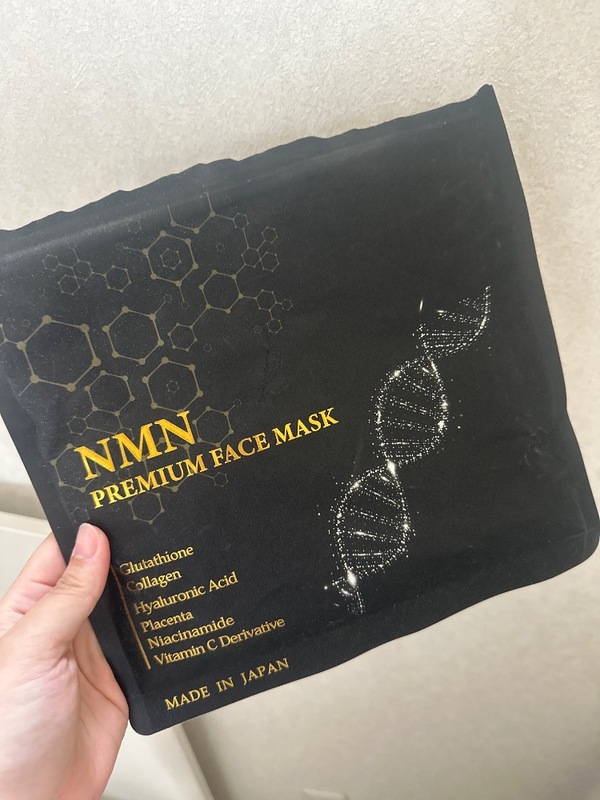 NMN
PREMIUM FACE MASK
Glutathione
Collagen
Hyaluronic Acid
Placenta
Niacinamide
Vitamin C Derivative
MADE IN JAPAN